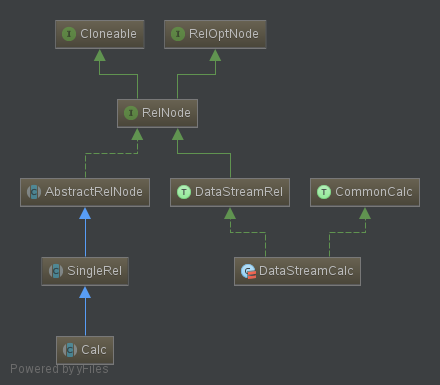 Cloneable
RelOptNode
RelNode
AbstractRelNode
DataStreamRel
CommonCalc
SingleRel
DataStreamCalc
Calc
Powered by yFiles